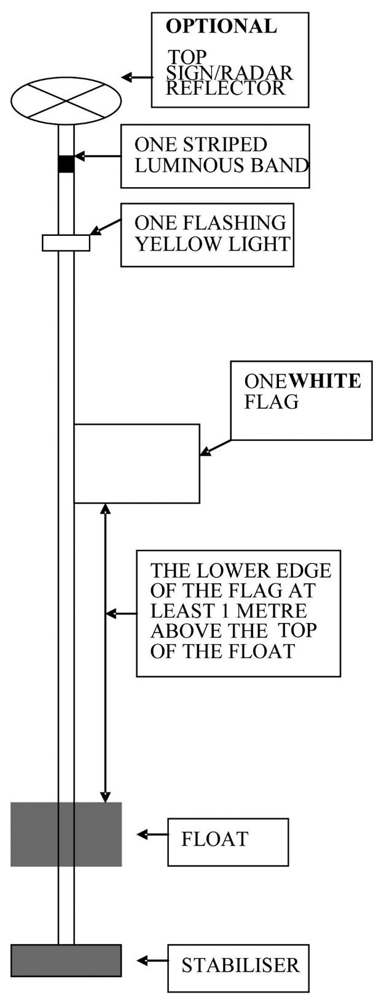 OPTIONAL
TOP
SIGN/RADAR
REFLECTOR
ONE STRIPED
LUMINOUS BAND
ONE FLASHING
YELLOW LIGHT
ONEWHITE
FLAG
THE LOWER EDGE
OF THE FLAG AT
LEAST 1 METRE
ABOVE THE TOP
OF THE FLOAT
FLOAT
STABILISER